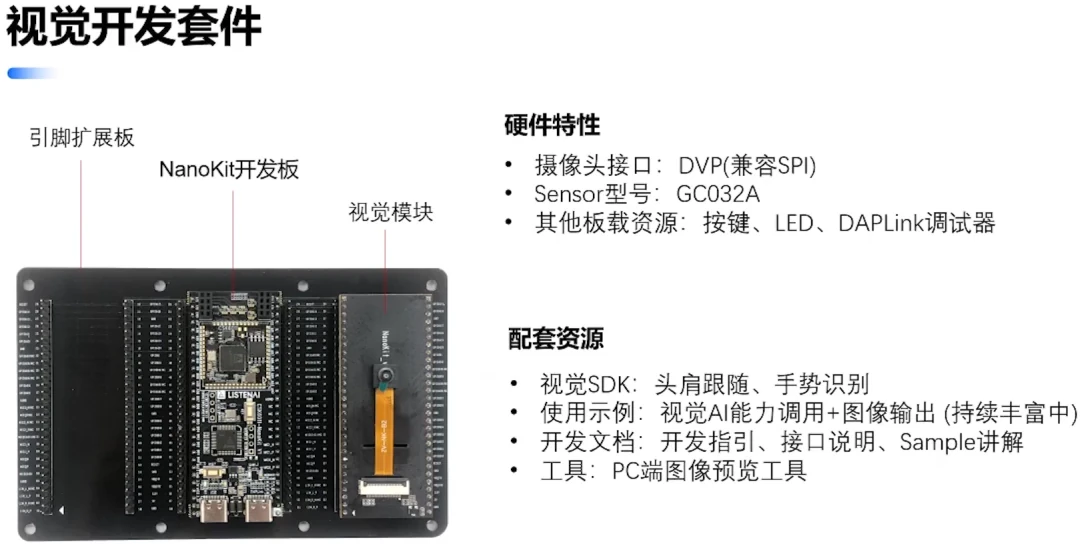 视觉开发套件
引脚扩展板
NanoKit开发板
视觉模块
LISTENAI
硬件特性
• 摄像头接口：DVP(兼容SPI)
• Sensor型号：GC032A
• 其他板载资源：按键、LED、DAPLink调试器
配套资源
• 视觉SDK：头肩跟随、手势识别
• 使用示例：视觉AI能力调用+图像输出 (持续丰富中)
• 开发文档：开发指引、接口说明、Sample讲解
• 工具：PC端图像预览工具